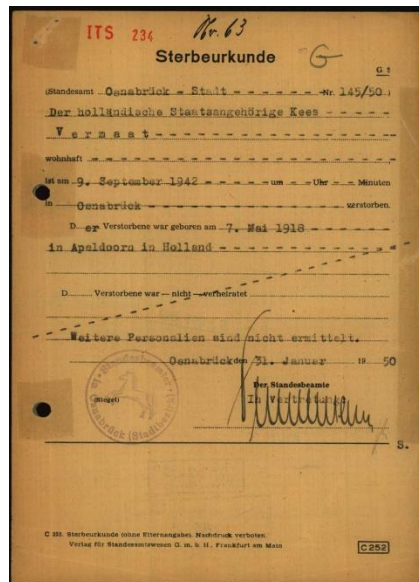 ITS 234 Nr. 63
Sterbeurkunde G
G 1
(Standesamt Osnabrück - Stadt - - - - - - - - Nr. 145/50 )
Der holländische Staatsangehörige Kees - - -
V e r m a a t - - - - - - - - - - - - - - - -
wohnhaft - - - - - - - - - - - - - - - - - -
ist am 9. September 1942 - - - - - um - - Uhr - - Minuten
in - Osnabrück - - - - - - - - - - - - verstorben.
D er Verstorbene war geboren am 7. Mai 1918 - - - -
in Apeldoorn in Holland - - - - - - - - - - -
D Verstorbene war — nicht — verheiratet
Weitere Personalien sind nicht ermittelt.
Osnabrück den 31. Januar 19 50
Der Standesbeamte
In Vertretung:
(Siegel)
Osnabrück
S.
C 252. Sterbeurkunde (ohne Elternangabe). Nachdruck verboten.
Verlag für Standesamtswesen G. m. b. H., Frankfurt am Main
C 252